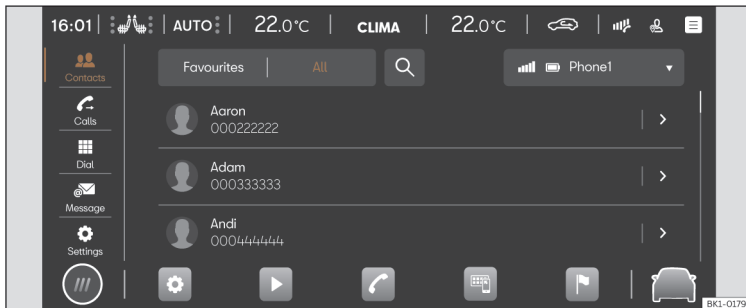 16:01 AUTO 22.0°C CLIMA 22.0°C
Contacts
Calls
Dial
@
Message
Settings
Favourites All
Phone1
Aaron
000222222
Adam
000333333
Andi
000444444
BK1-0179